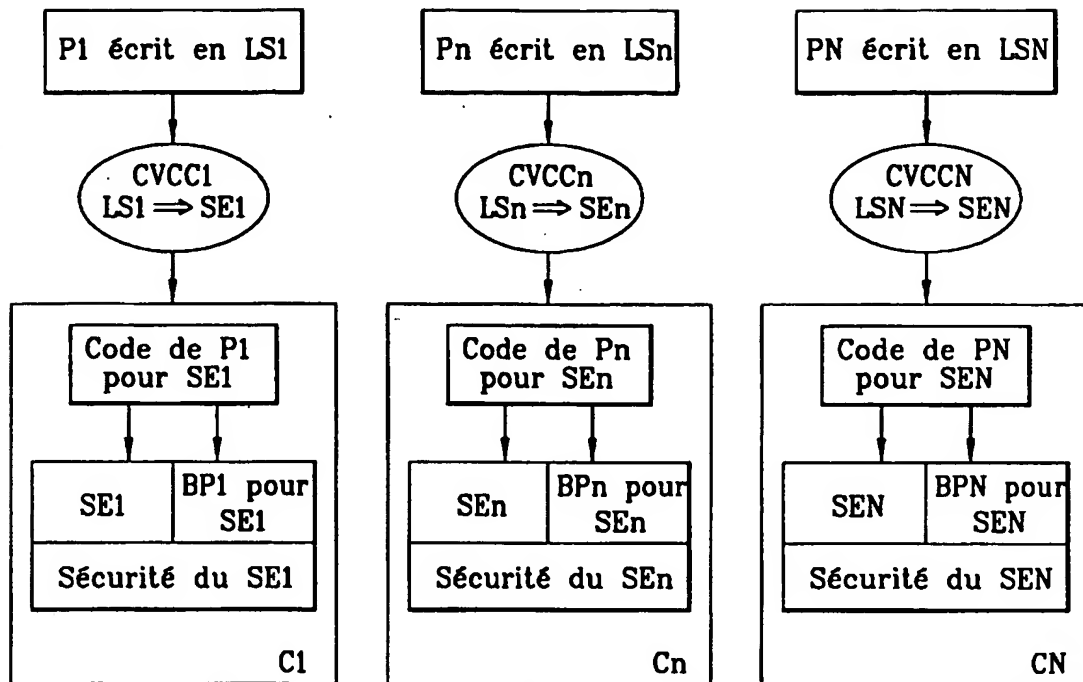 P1 écrit en LS1
CVCC1
LS1 ⇒ SE1
Code de P1
pour SE1
SE1
BP1 pour
SE1
Sécurité du SE1
C1
Pn écrit en LSn
CVCCn
LSn ⇒ SEn
Code de Pn
pour SEn
SEn
BPn pour
SEn
Sécurité du SEn
Cn
PN écrit en LSN
CVCCN
LSN ⇒ SEN
Code de PN
pour SEN
SEN
BPN pour
SEN
Sécurité du SEN
CN